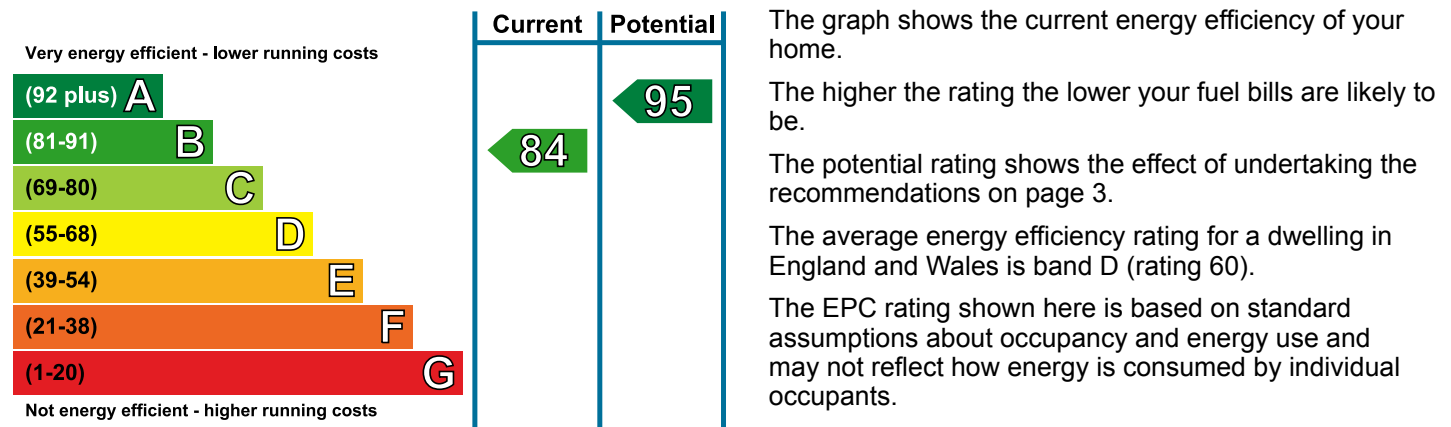 Current Potential
Very energy efficient - lower running costs
(92 plus) A
95
(81-91) B
84
(69-80) C
(55-68) D
(39-54) E
(21-38) F
(1-20) G
Not energy efficient - higher running costs
The graph shows the current energy efficiency of your
home.
The higher the rating the lower your fuel bills are likely to
be.
The potential rating shows the effect of undertaking the
recommendations on page 3.
The average energy efficiency rating for a dwelling in
England and Wales is band D (rating 60).
The EPC rating shown here is based on standard
assumptions about occupancy and energy use and
may not reflect how energy is consumed by individual
occupants.